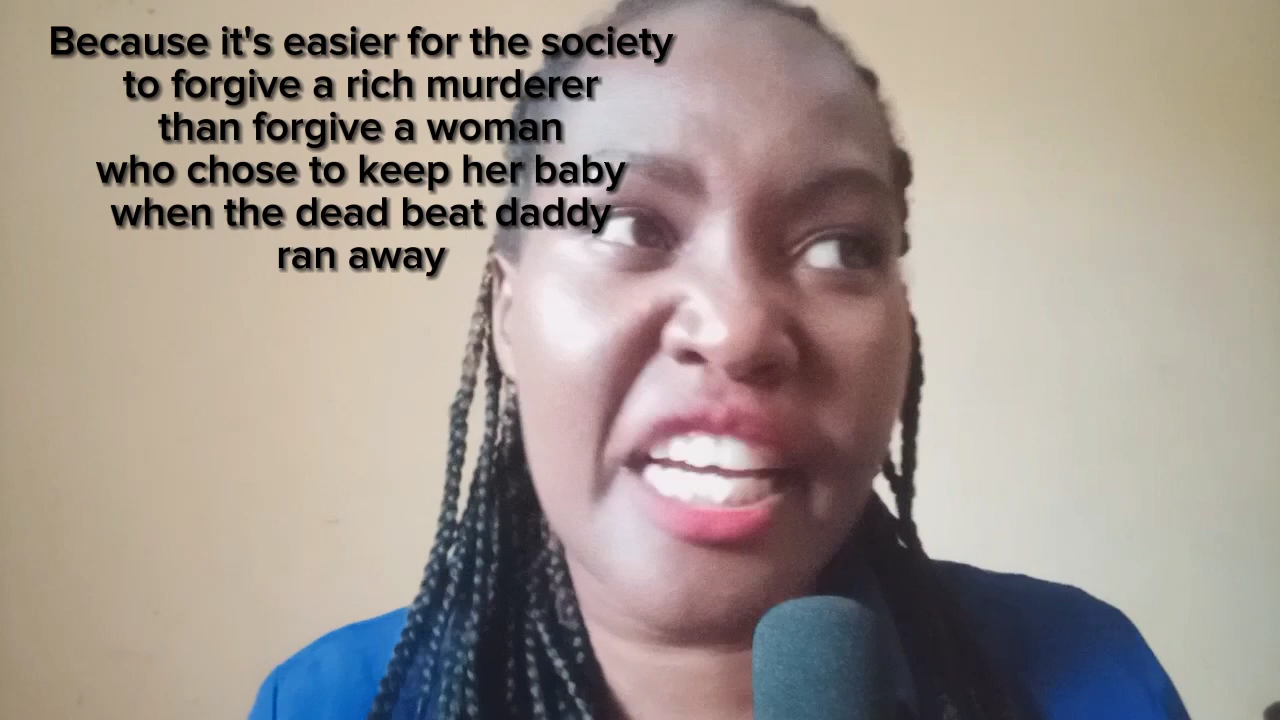 Because it's easier for the society
to forgive a rich murderer
than forgive a woman
who chose to keep her baby
when the dead beat daddy
ran away